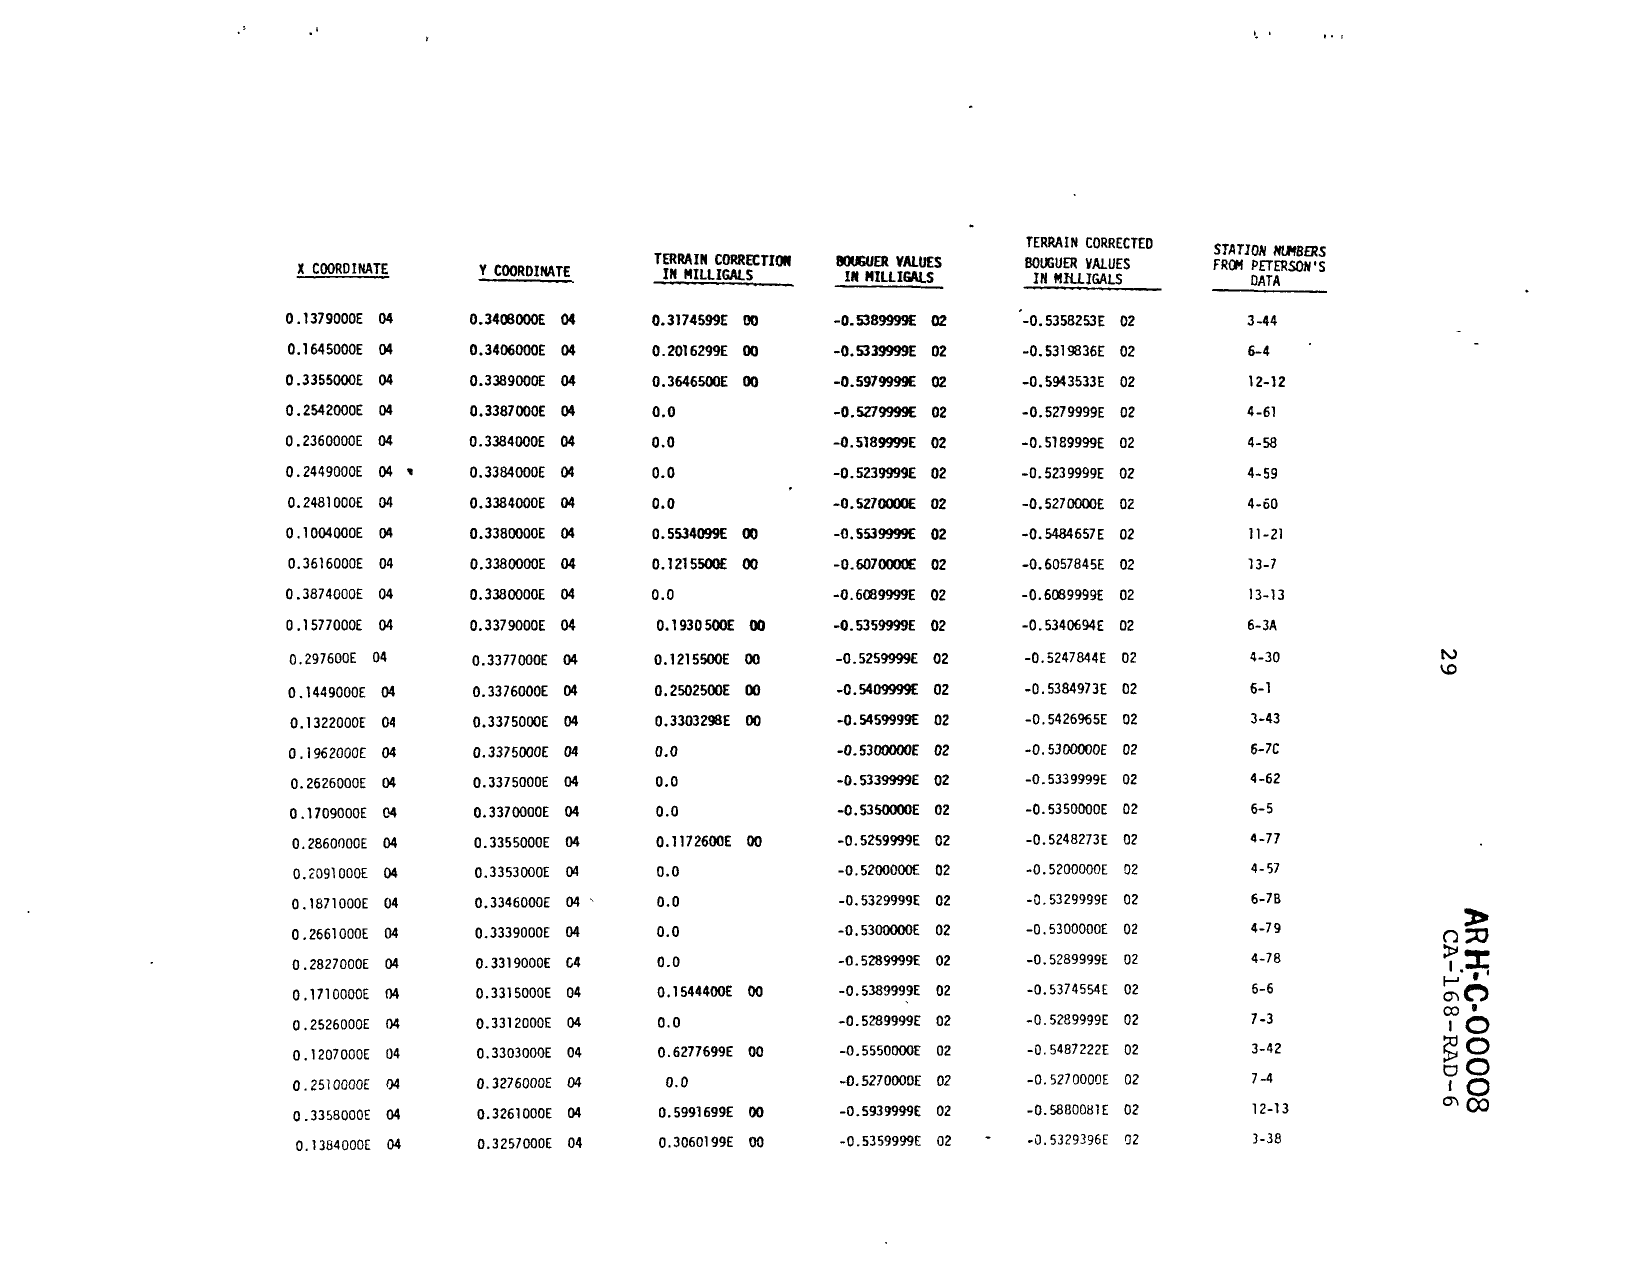 TERRAIN CORRECTED
X COORDINATE Y COORDINATE TERRAIN CORRECTION BOUGUER VALUES BOUGUER VALUES STATION NUMBERS
IN MILLIGALS IN MILLIGALS IN MILLIGALS FROM PETERSON'S
DATA
0.1379000E 04 0.3408000E 04 0.3174599E 00 -0.5389999E 02 -0.5358253E 02 3-44
0.1645000E 04 0.3406000E 04 0.2016299E 00 -0.5339999E 02 -0.5319836E 02 6-4
0.3355000E 04 0.3389000E 04 0.3646500E 00 -0.5979999E 02 -0.5943533E 02 12-12
0.2542000E 04 0.3387000E 04 0.0 -0.5279999E 02 -0.5279999E 02 4-61
0.2360000E 04 0.3384000E 04 0.0 -0.5189999E 02 -0.5189999E 02 4-58
0.2449000E 04 0.3384000E 04 0.0 -0.5239999E 02 -0.5239999E 02 4-59
0.2481000E 04 0.3384000E 04 0.0 -0.5270000E 02 -0.5270000E 02 4-60
0.1004000E 04 0.3380000E 04 0.5534099E 00 -0.5539999E 02 -0.5484657E 02 11-21
0.3616000E 04 0.3380000E 04 0.1215500E 00 -0.6070000E 02 -0.6057845E 02 13-7
0.3874000E 04 0.3380000E 04 0.0 -0.6089999E 02 -0.6089999E 02 13-13
0.1577000E 04 0.3379000E 04 0.1930500E 00 -0.5359999E 02 -0.5340694E 02 6-3A
0.297600E 04 0.3377000E 04 0.1215500E 00 -0.5259999E 02 -0.5247844E 02 4-30
0.1449000E 04 0.3376000E 04 0.2502500E 00 -0.5409999E 02 -0.5384973E 02 6-1
0.1322000E 04 0.3375000E 04 0.3303298E 00 -0.5459999E 02 -0.5426965E 02 3-43
0.1962000E 04 0.3375000E 04 0.0 -0.5300000E 02 -0.5300000E 02 6-7C
0.2626000E 04 0.3375000E 04 0.0 -0.5339999E 02 -0.5339999E 02 4-62
0.1709000E 04 0.3370000E 04 0.0 -0.5350000E 02 -0.5350000E 02 6-5
0.2860000E 04 0.3355000E 04 0.1172600E 00 -0.5259999E 02 -0.5248273E 02 4-77
0.2091000E 04 0.3353000E 04 0.0 -0.5200000E 02 -0.5200000E 02 4-57
0.1871000E 04 0.3346000E 04 0.0 -0.5329999E 02 -0.5329999E 02 6-7B
0.2661000E 04 0.3339000E 04 0.0 -0.5300000E 02 -0.5300000E 02 4-79
0.2827000E 04 0.3319000E 04 0.0 -0.5289999E 02 -0.5289999E 02 4-78
0.1710000E 04 0.3315000E 04 0.1544400E 00 -0.5389999E 02 -0.5374554E 02 6-6
0.2526000E 04 0.3312000E 04 0.0 -0.5289999E 02 -0.5289999E 02 7-3
0.1207000E 04 0.3303000E 04 0.6277699E 00 -0.5550000E 02 -0.5487222E 02 3-42
0.2510000E 04 0.3276000E 04 0.0 -0.5270000E 02 -0.5270000E 02 7-4
0.3358000E 04 0.3261000E 04 0.5991699E 00 -0.5939999E 02 -0.5880081E 02 12-13
0.1384000E 04 0.3257000E 04 0.3060199E 00 -0.5359999E 02 -0.5329396E 02 3-38
29
ARH-C-00008
CA-168-RAD-6